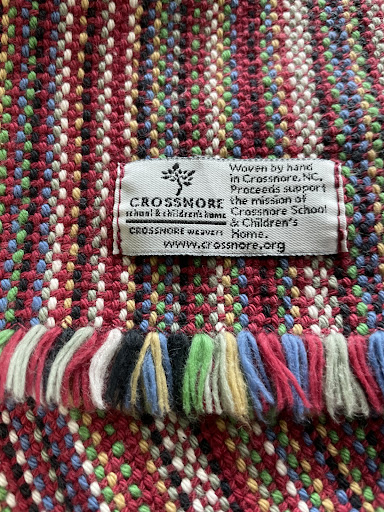 CROSSNORE
school & children's home
CROSSNORE weavers
Woven by hand
in Crossnore, NC.
Proceeds support
the mission of
Crossnore School
& Children's
Home.
www.crossnore.org